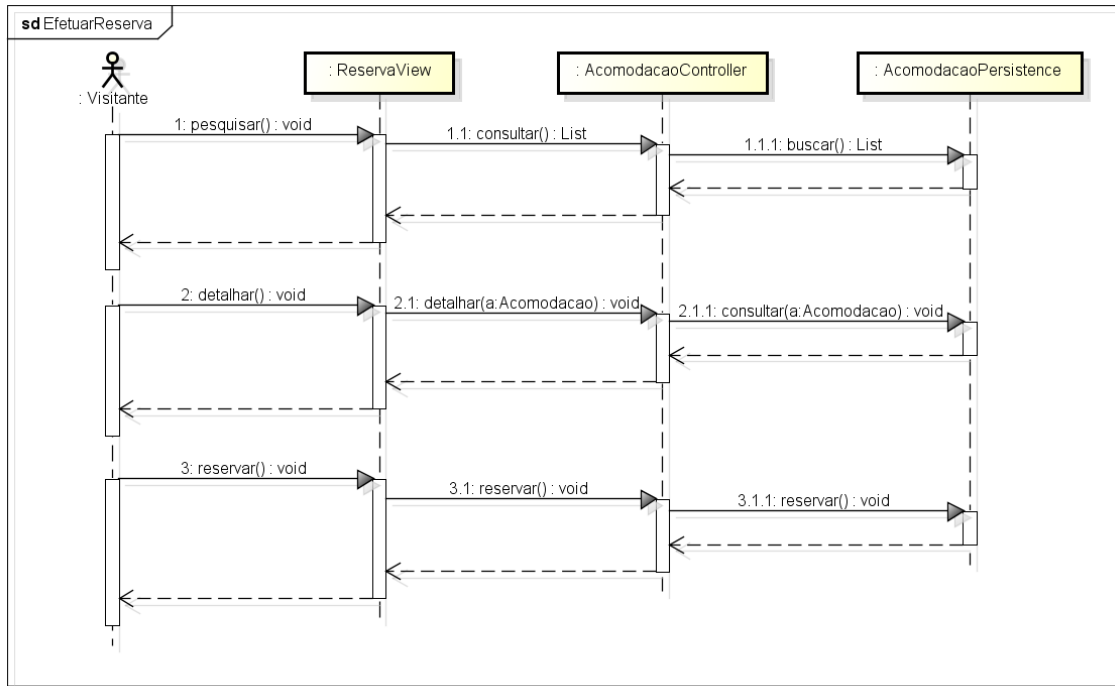 sd EfetuarReserva
: Visitante
: ReservaView
: AcomodacaoController
: AcomodacaoPersistence
1: pesquisar() : void
1.1: consultar() : List
1.1.1: buscar() : List
2: detalhar() : void
2.1: detalhar(a:Acomodacao) : void
2.1.1: consultar(a:Acomodacao) : void
3: reservar() : void
3.1: reservar() : void
3.1.1: reservar() : void